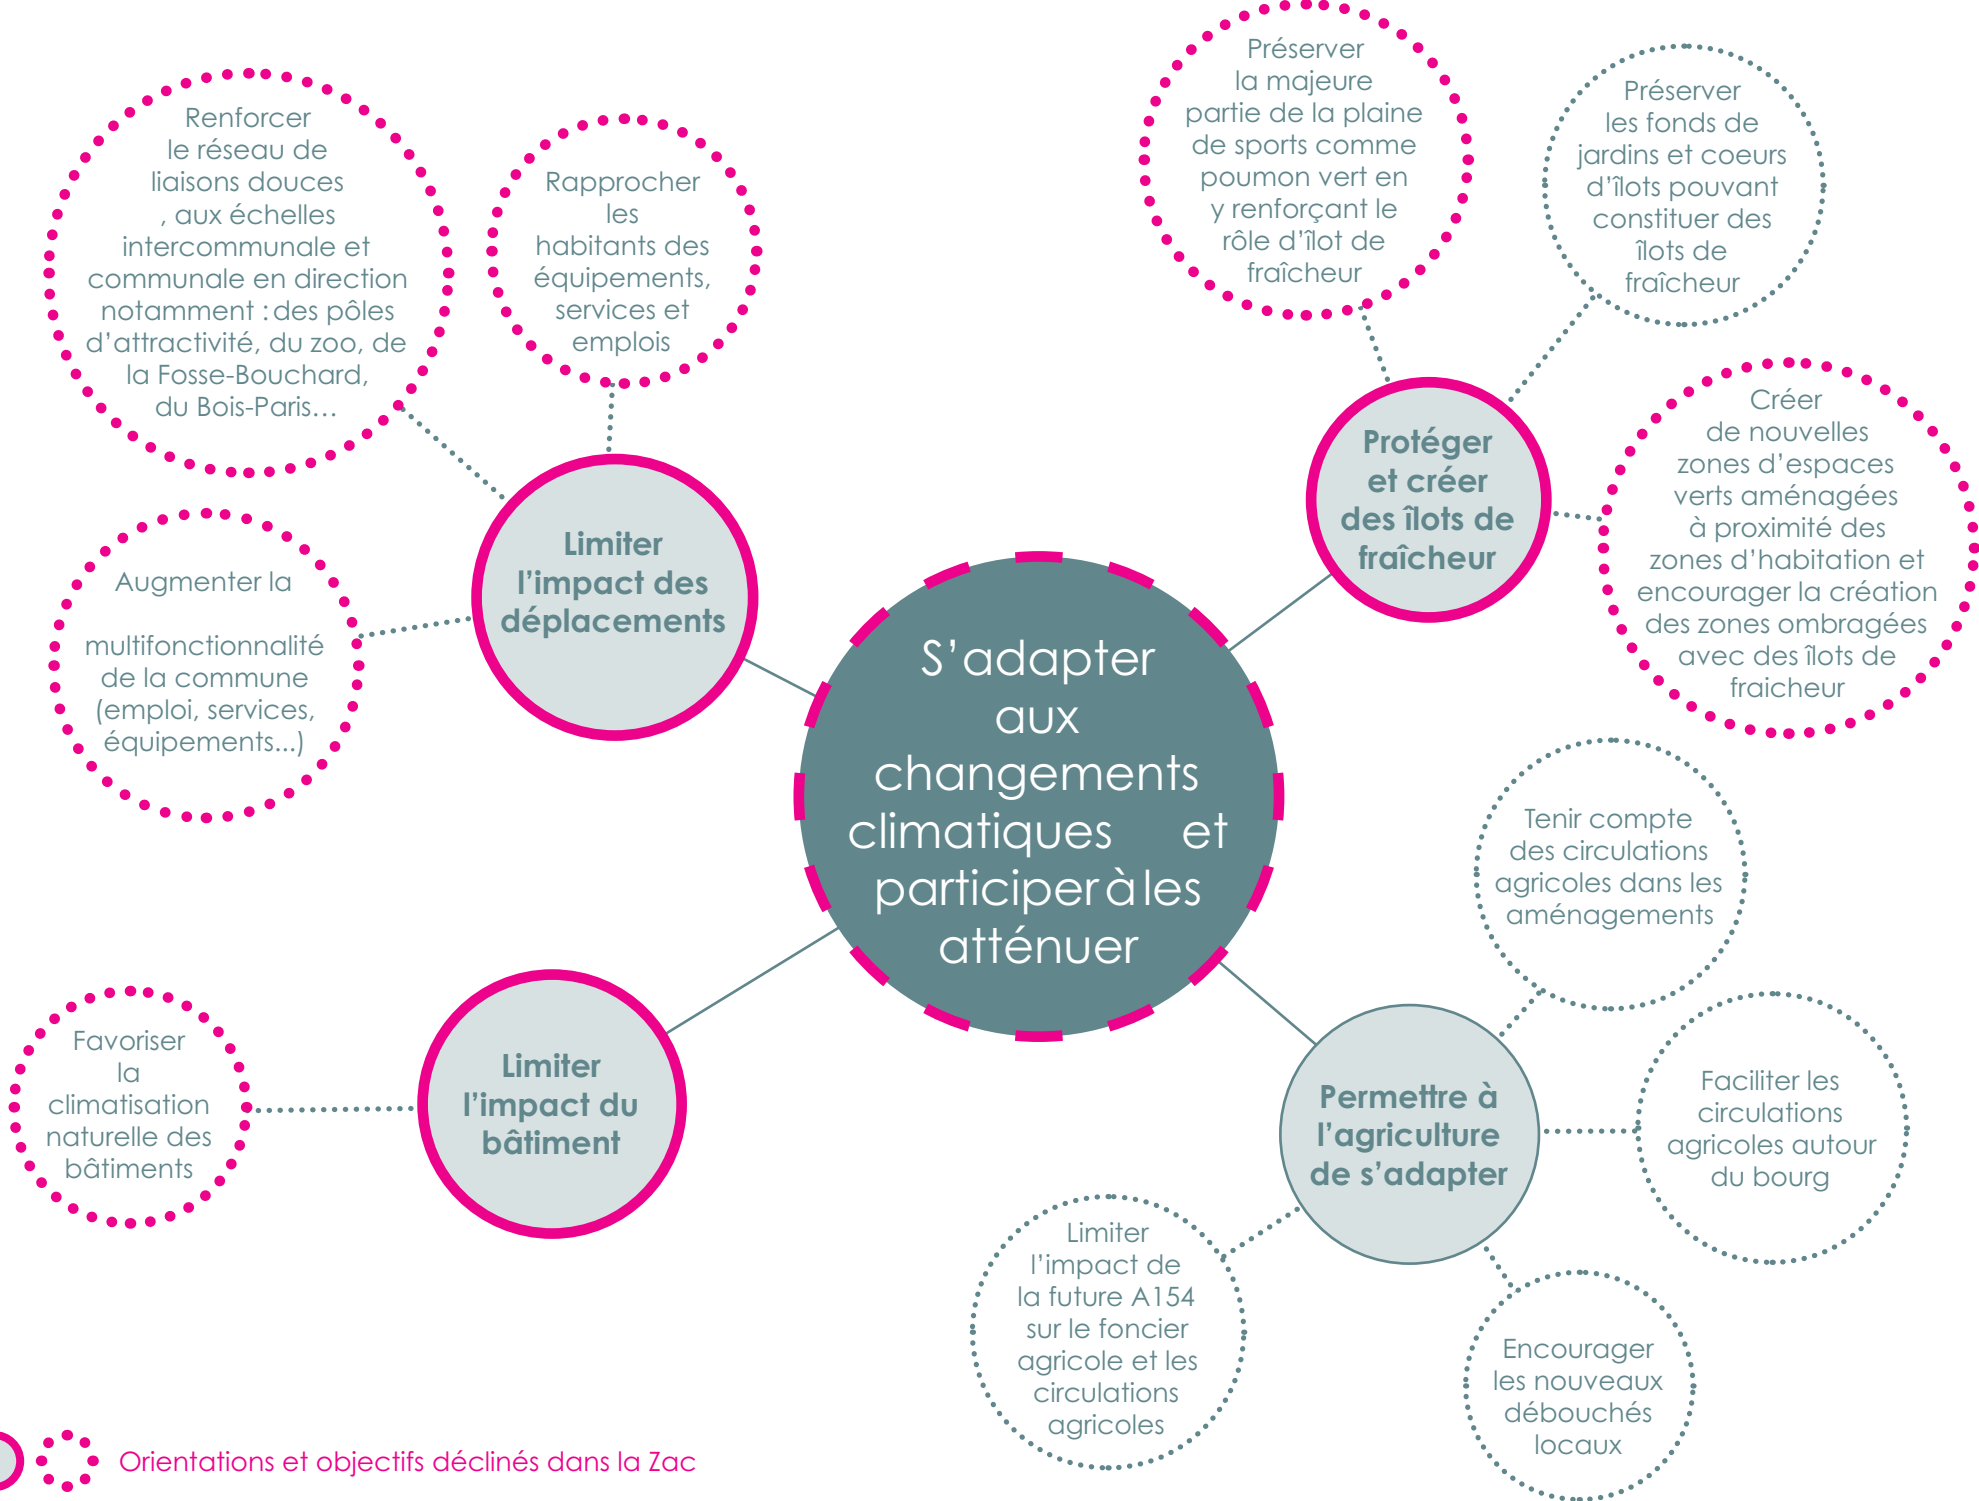 Renforcer
le réseau de
liaisons douces
, aux échelles
intercommunale et
communale en direction
notamment : des pôles
d'attractivité, du zoo, de
la Fosse-Bouchard,
du Bois-Paris…
Rapprocher
les
habitants des
équipements,
services et
emplois
Augmenter la
multifonctionnalité
de la commune
(emploi, services,
équipements...)
Limiter
l'impact des
déplacements
Préserver
la majeure
partie de la plaine
de sports comme
poumon vert en
y renforçant le
rôle d'îlot de
fraîcheur
Préserver
les fonds de
jardins et coeurs
d'îlots pouvant
constituer des
îlots de
fraîcheur
Protéger
et créer
des îlots de
fraîcheur
Créer
de nouvelles
zones d'espaces
verts aménagées
à proximité des
zones d'habitation et
encourager la création
des zones ombragées
avec des îlots de
fraicheur
S'adapter
aux
changements
climatiques et
participer à les
atténuer
Favoriser
la
climatisation
naturelle des
bâtiments
Limiter
l'impact du
bâtiment
Tenir compte
des circulations
agricoles dans les
aménagements
Permettre à
l'agriculture
de s'adapter
Faciliter les
circulations
agricoles autour
du bourg
Limiter
l'impact de
la future A154
sur le foncier
agricole et les
circulations
agricoles
Encourager
les nouveaux
débouchés
locaux
Orientations et objectifs déclinés dans la Zac